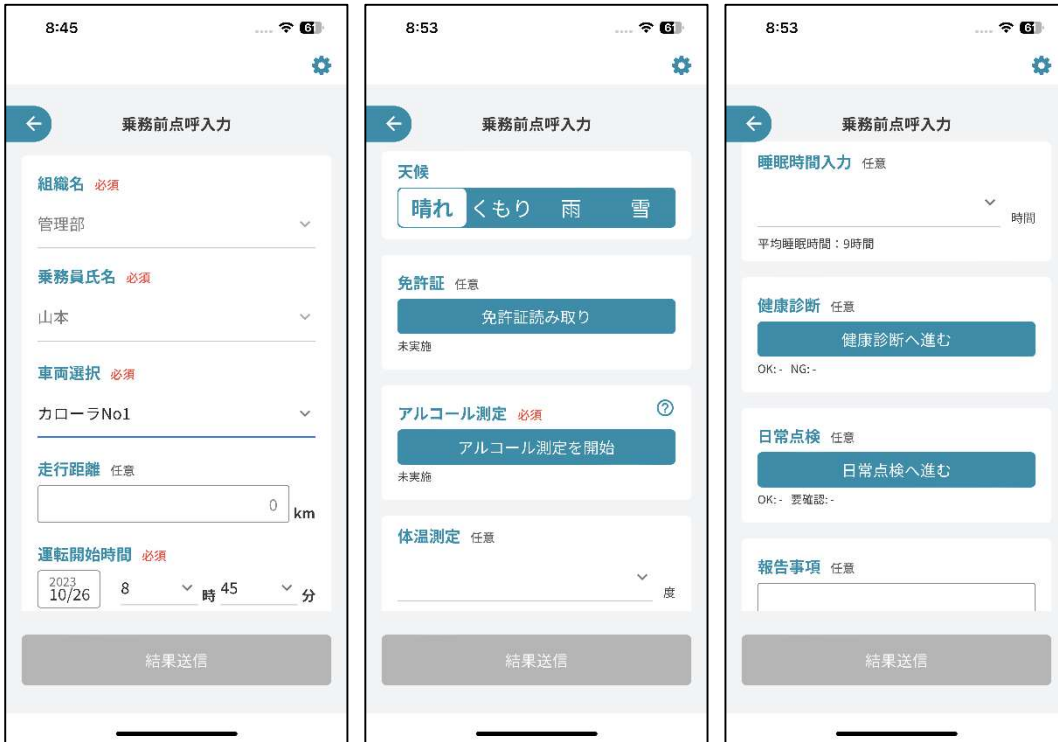 8:45
61
乗務前点呼入力
組織名 必須
管理部
乗務員氏名 必須
山本
車両選択 必須
カローラNo1
走行距離 任意
0 km
運転開始時間 必須
2023
10/26 8 時 45 分
結果送信
8:53
61
乗務前点呼入力
天候
晴れ くもり 雨 雪
免許証 任意
免許証読み取り
未実施
アルコール測定 必須
アルコール測定を開始
未実施
体温測定 任意
度
結果送信
8:53
61
乗務前点呼入力
睡眠時間入力 任意
時間
平均睡眠時間：9時間
健康診断 任意
健康診断へ進む
OK: - NG: -
日常点検 任意
日常点検へ進む
OK: - 要確認: -
報告事項 任意
結果送信